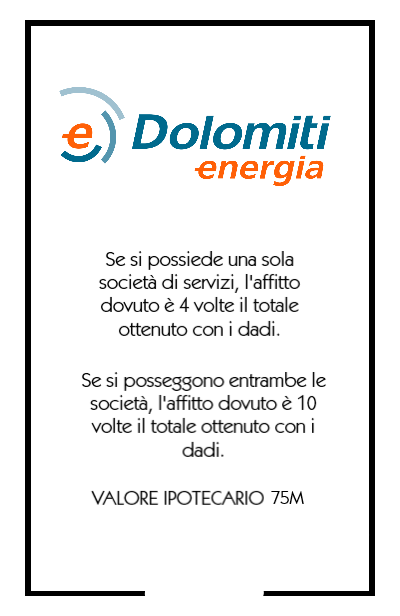 e Dolomiti
energia
Se si possiede una sola
società di servizi, l'affitto
dovuto è 4 volte il totale
ottenuto con i dadi.
Se si posseggono entrambe le
società, l'affitto dovuto è 10
volte il totale ottenuto con i
dadi.
VALORE IPOTECARIO 75M